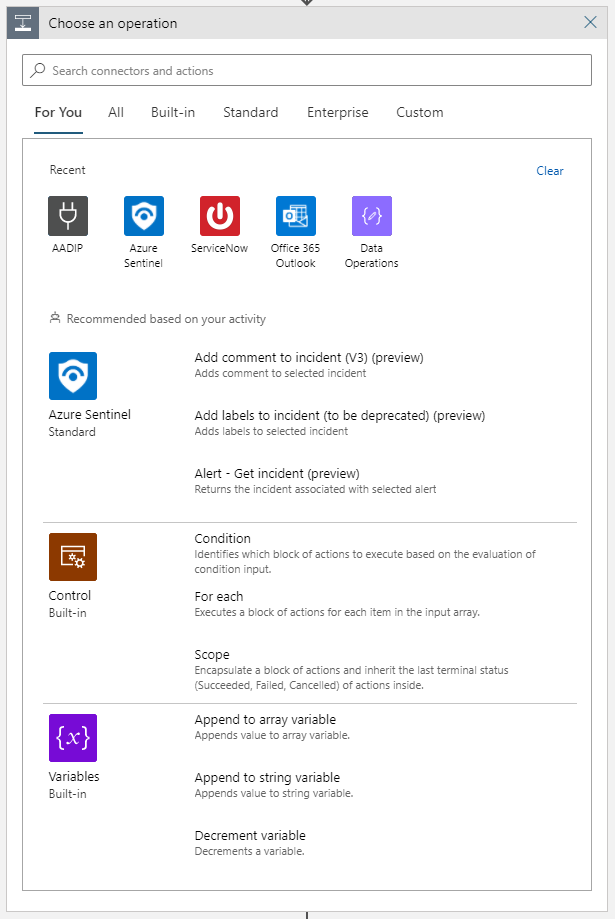 Choose an operation
Search connectors and actions
For You All Built-in Standard Enterprise Custom
Recent Clear
AADIP
Azure
Sentinel
ServiceNow
Office 365
Outlook
Data
Operations
Recommended based on your activity
Azure Sentinel
Standard
Add comment to incident (V3) (preview)
Adds comment to selected incident
Add labels to incident (to be deprecated) (preview)
Adds labels to selected incident
Alert - Get incident (preview)
Returns the incident associated with selected alert
Control
Built-in
Condition
Identifies which block of actions to execute based on the evaluation of
condition input.
For each
Executes a block of actions for each item in the input array.
Scope
Encapsulate a block of actions and inherit the last terminal status
(Succeeded, Failed, Cancelled) of actions inside.
{x}
Variables
Built-in
Append to array variable
Appends value to array variable.
Append to string variable
Appends value to string variable.
Decrement variable
Decrements a variable.